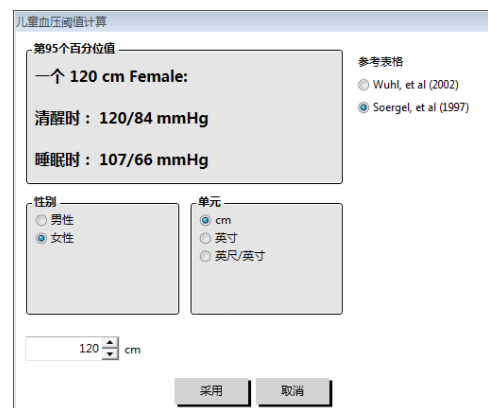 儿童血压阈值计算
第95个百分位值
一个 120 cm Female:
清醒时： 120/84 mmHg
睡眠时： 107/66 mmHg
参考表格
Wuhl, et al (2002)
Soergel, et al (1997)
性别
男性
女性
单元
cm
英寸
英尺/英寸
120 cm
采用 取消